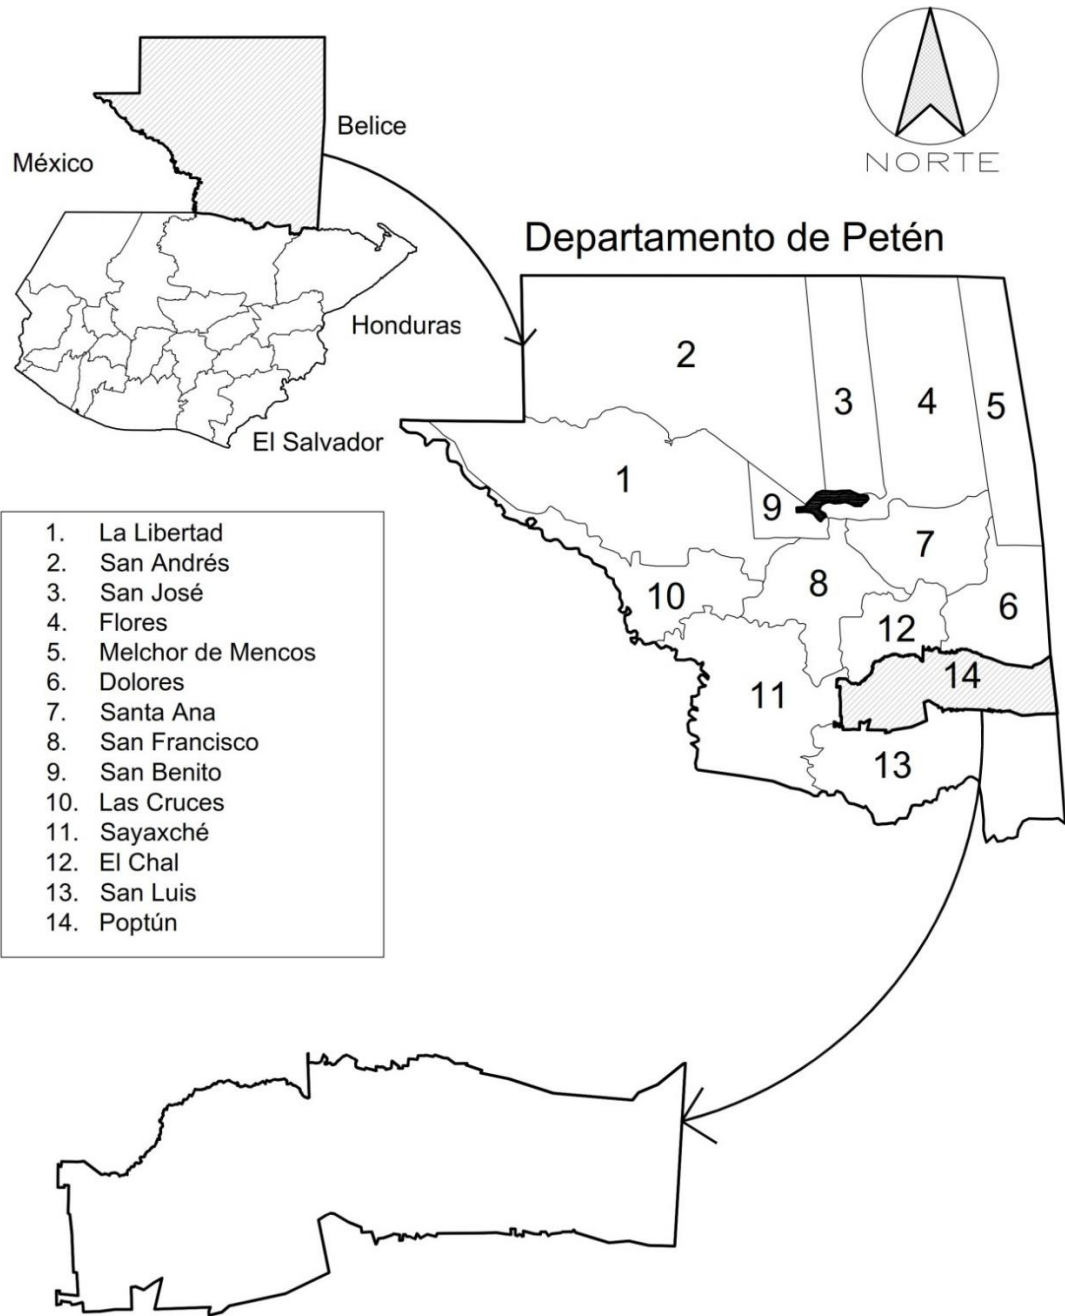 Belice
México
NORTE
Departamento de Petén
Honduras
El Salvador
2
3
4
5
1
9
7
10
8
6
12
14
11
13
1. La Libertad
2. San Andrés
3. San José
4. Flores
5. Melchor de Mencos
6. Dolores
7. Santa Ana
8. San Francisco
9. San Benito
10. Las Cruces
11. Sayaxché
12. El Chal
13. San Luis
14. Poptún